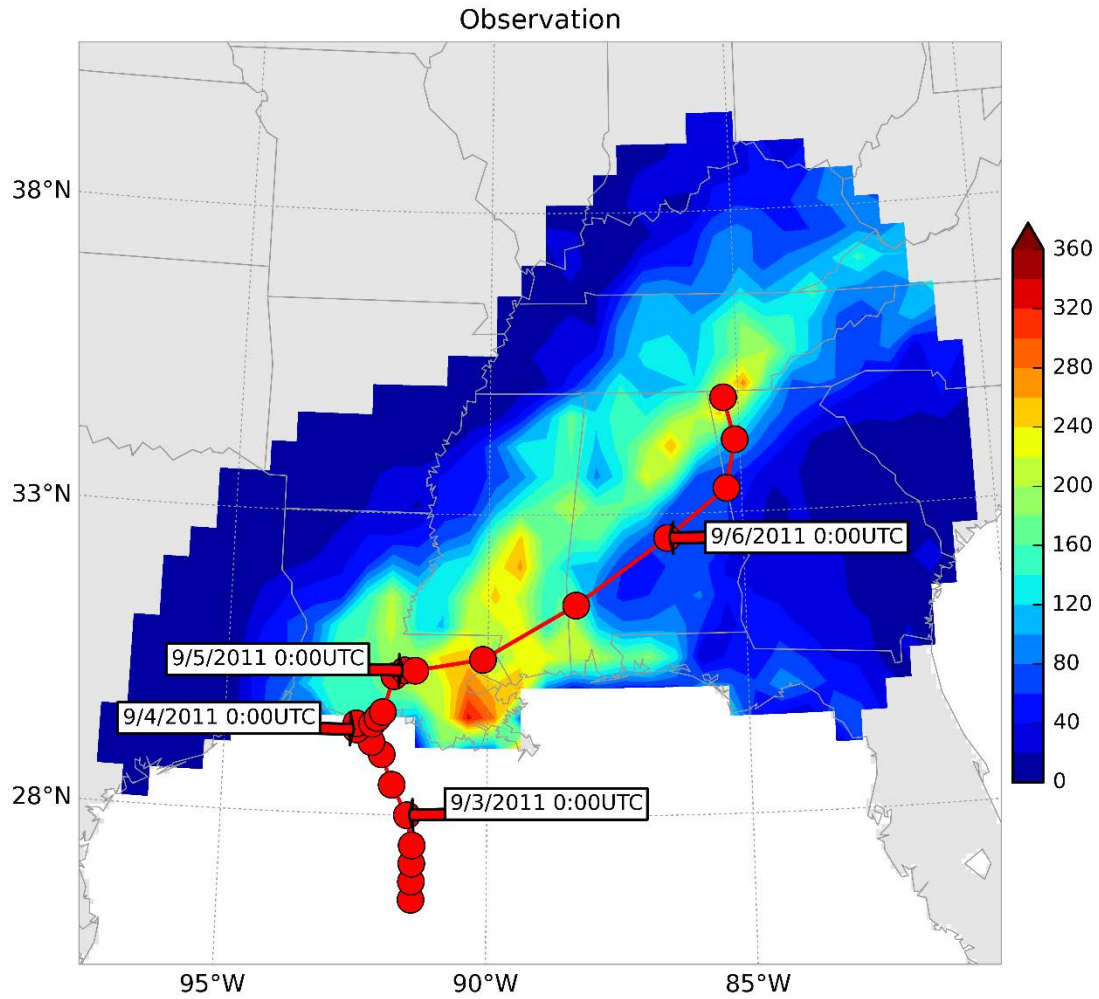 Observation
38°N
33°N
28°N
95°W
90°W
85°W
9/6/2011 0:00UTC
9/5/2011 0:00UTC
9/4/2011 0:00UTC
9/3/2011 0:00UTC
360
320
280
240
200
160
120
80
40
0